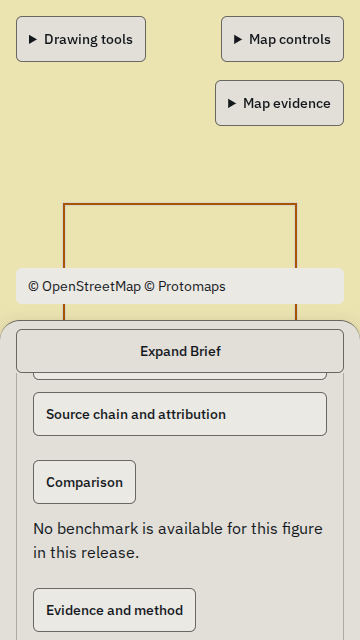 ▶ Drawing tools
▶ Map controls
▶ Map evidence
© OpenStreetMap © Protomaps
Expand Brief
Source chain and attribution
Comparison
No benchmark is available for this figure
in this release.
Evidence and method